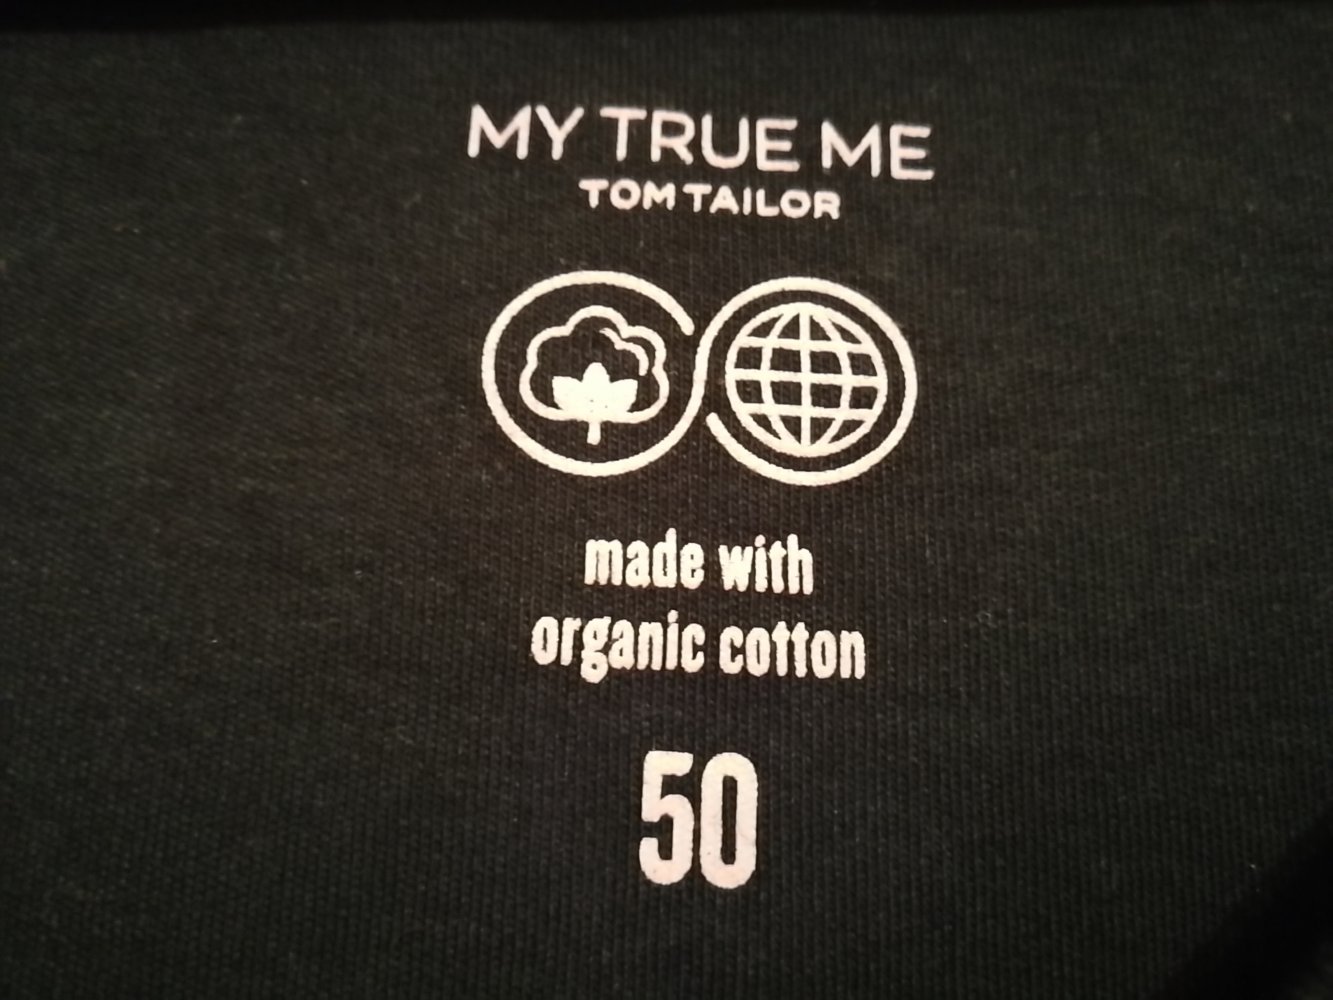 MY TRUE ME
TOM TAILOR
made with
organic cotton
50